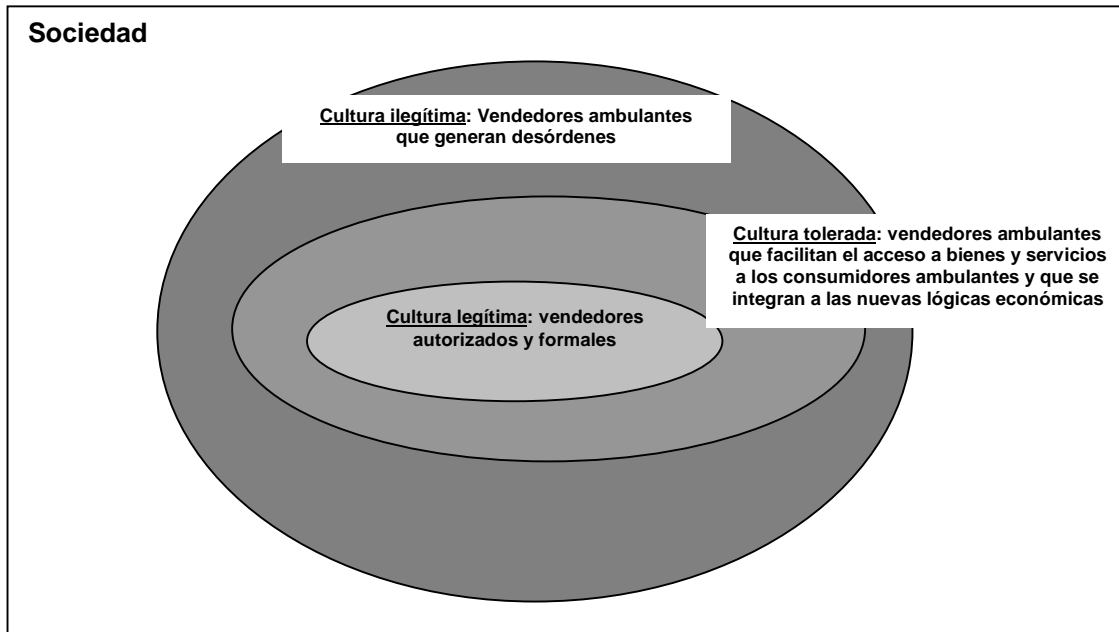 Sociedad
Cultura ilegítima: Vendedores ambulantes
que generan desórdenes
Cultura tolerada: vendedores ambulantes
que facilitan el acceso a bienes y servicios
a los consumidores ambulantes y que se
integran a las nuevas lógicas económicas
Cultura legítima: vendedores
autorizados y formales